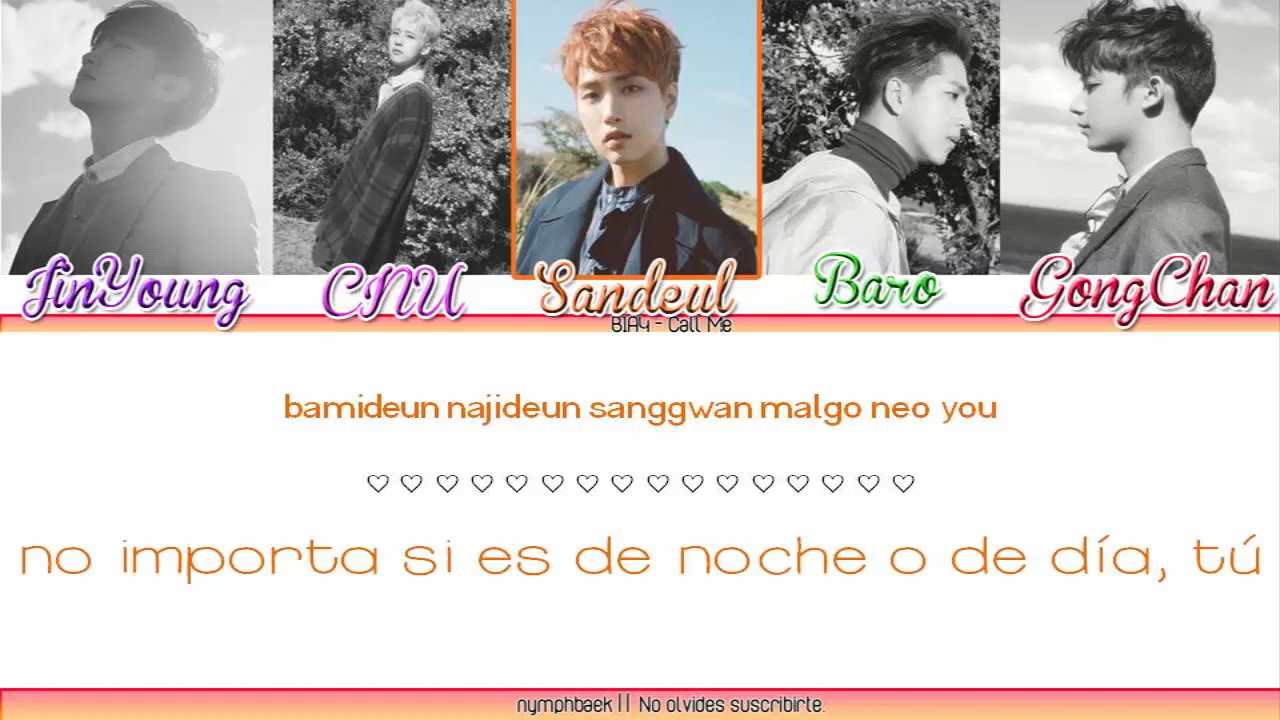 JinYoung CNU Sandeul Baro GongChan
B1A4 - Call Me
bamideun najideun sanggwan malgo neo you
♡ ♡ ♡ ♡ ♡ ♡ ♡ ♡ ♡ ♡ ♡ ♡ ♡ ♡ ♡ ♡
no importa si es de noche o de día, tú
nymphbaek || No olvides suscribirte.